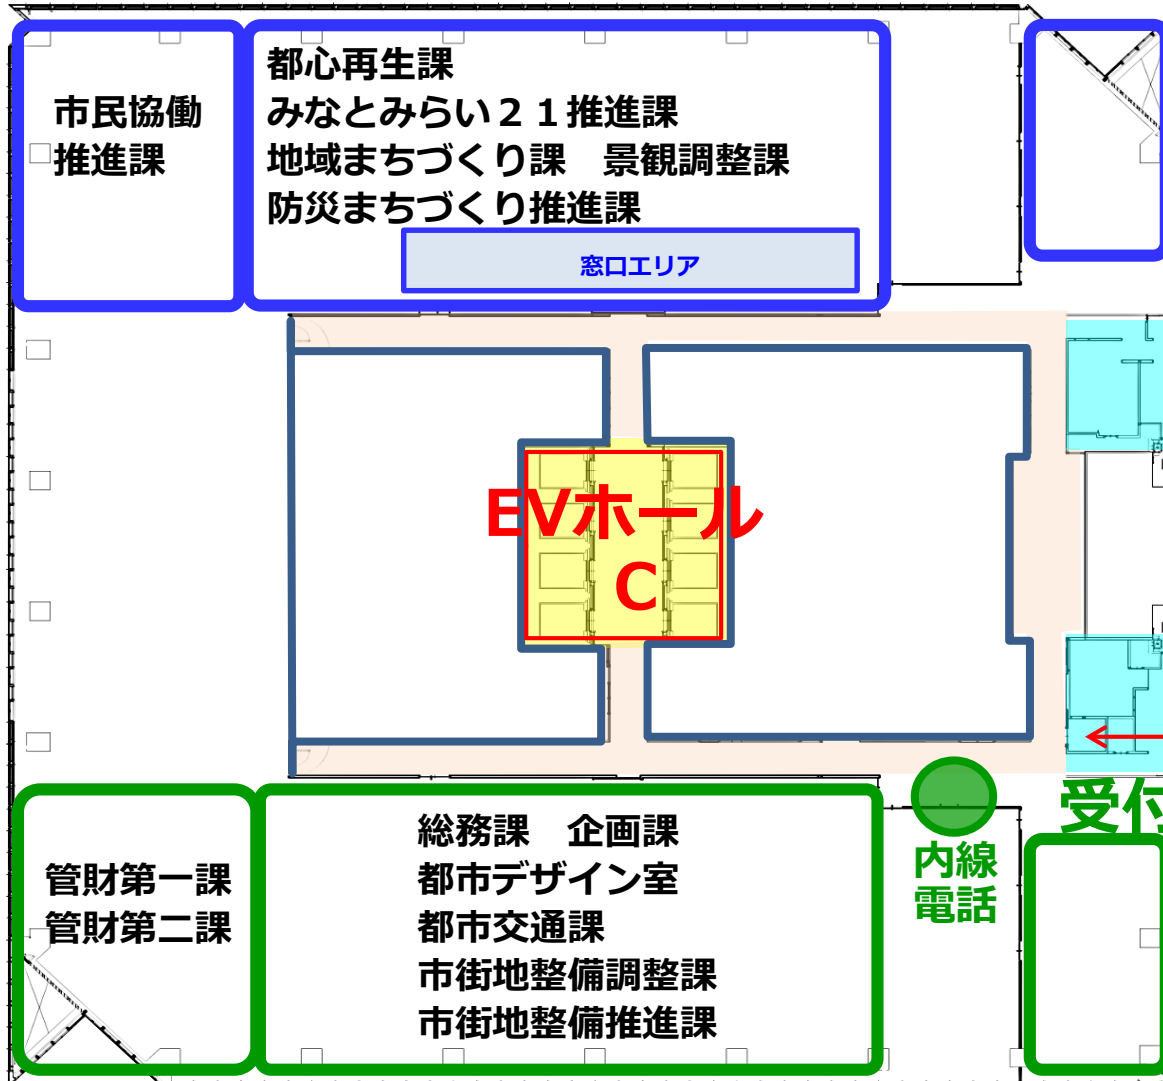 市民協働
推進課
都心再生課
みなとみらい２１推進課
地域まちづくり課　景観調整課
防災まちづくり推進課
窓口エリア
EVホール
C
受付
内線
電話
管財第一課
管財第二課
総務課　企画課
都市デザイン室
都市交通課
市街地整備調整課
市街地整備推進課